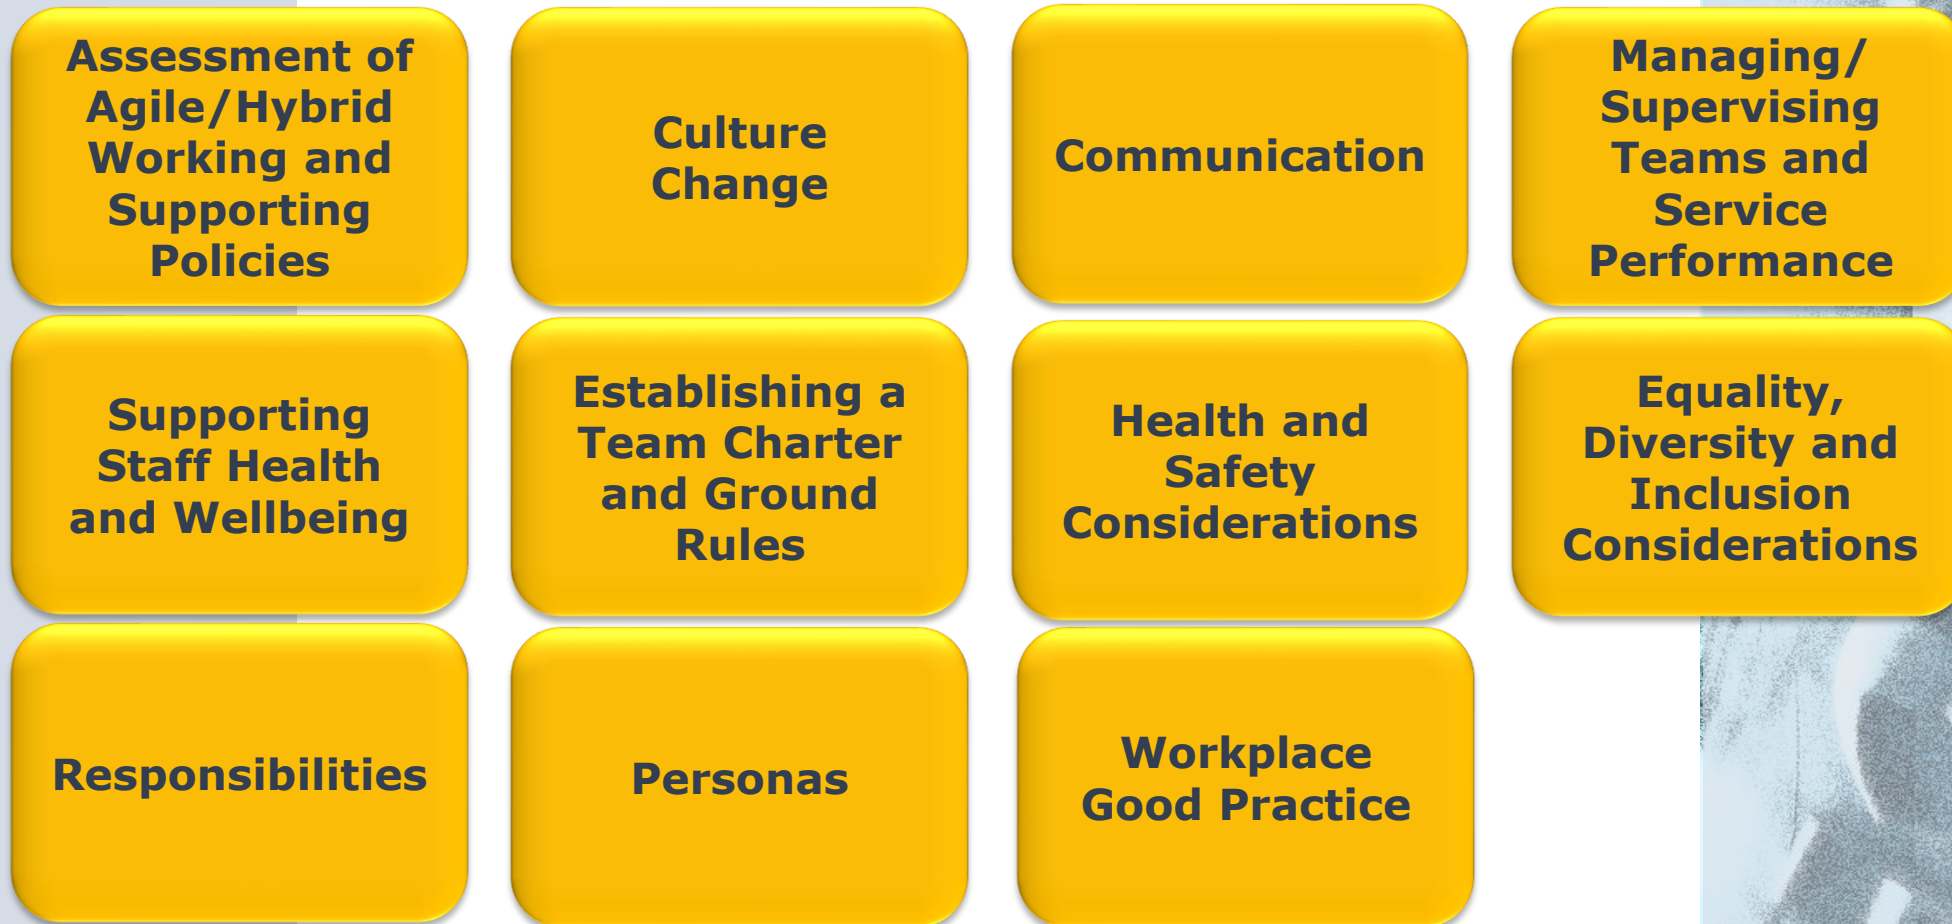 Assessment of
Agile/Hybrid
Working and
Supporting
Policies
Culture
Change
Communication
Managing/
Supervising
Teams and
Service
Performance
Supporting
Staff Health
and Wellbeing
Establishing a
Team Charter
and Ground
Rules
Health and
Safety
Considerations
Equality,
Diversity and
Inclusion
Considerations
Responsibilities
Personas
Workplace
Good Practice